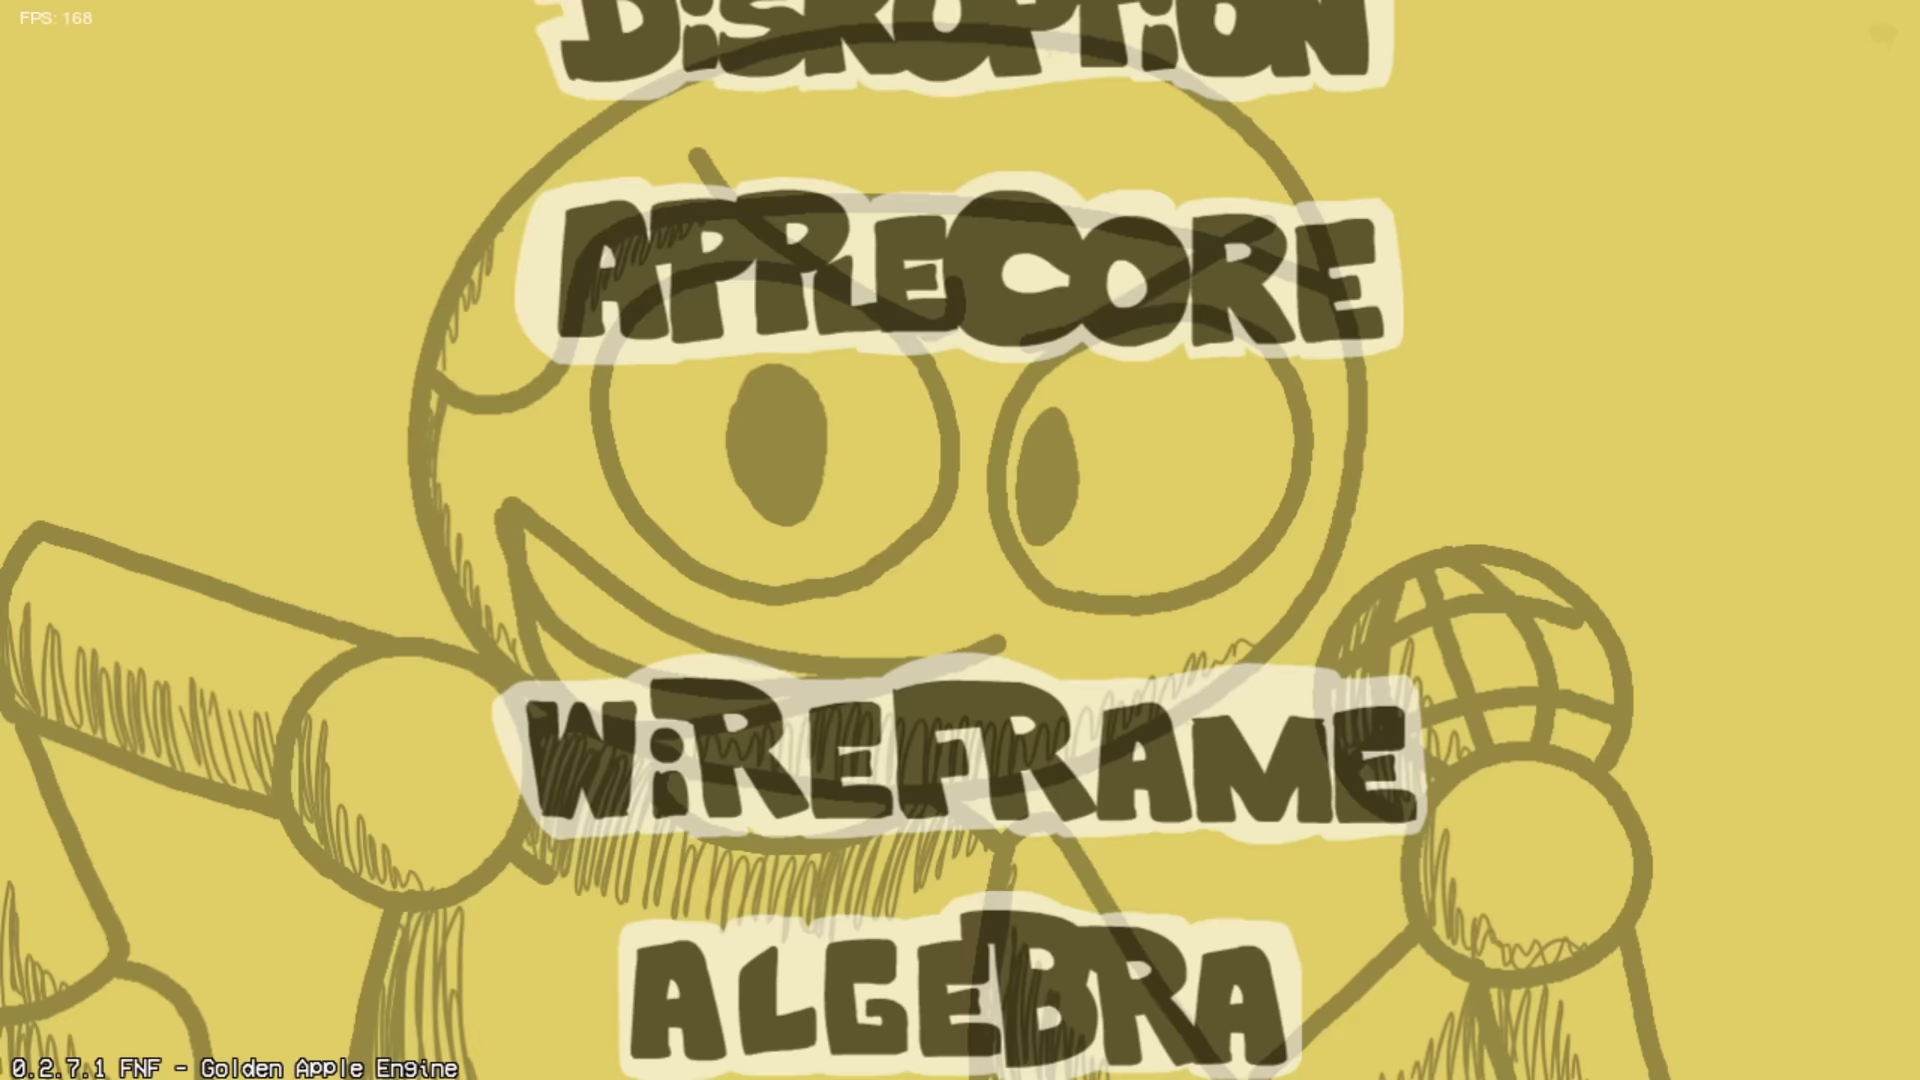 FPS: 168
DiSRUPTiON
APPLECORE
WiREFRAME
ALGEBRA
0.2.7.1 FNF - Golden Apple Engine